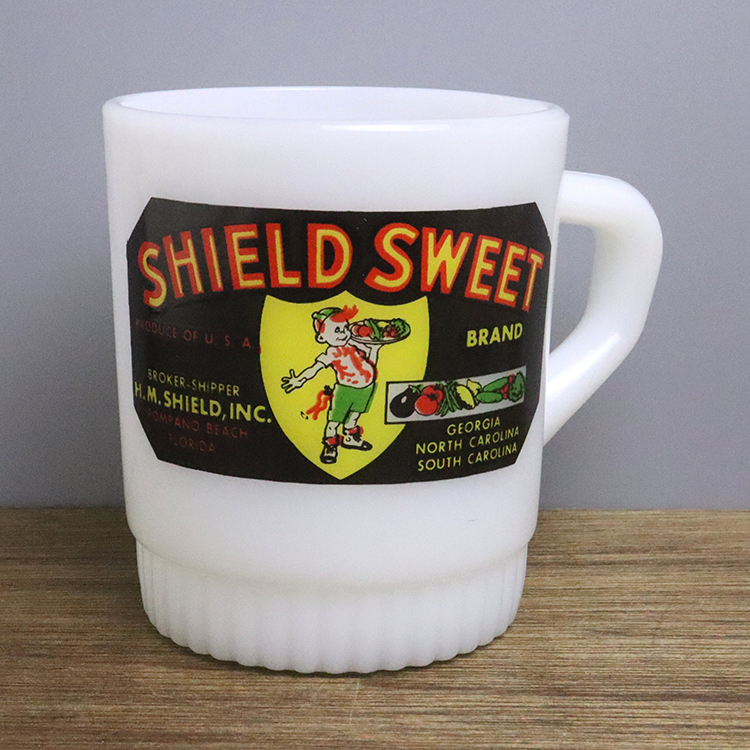 SHIELD SWEET
PRODUCE OF U. S. A.
BRAND
BROKER-SHIPPER
H. M. SHIELD, INC.
POMPANO BEACH
FLORIDA
GEORGIA
NORTH CAROLINA
SOUTH CAROLINA